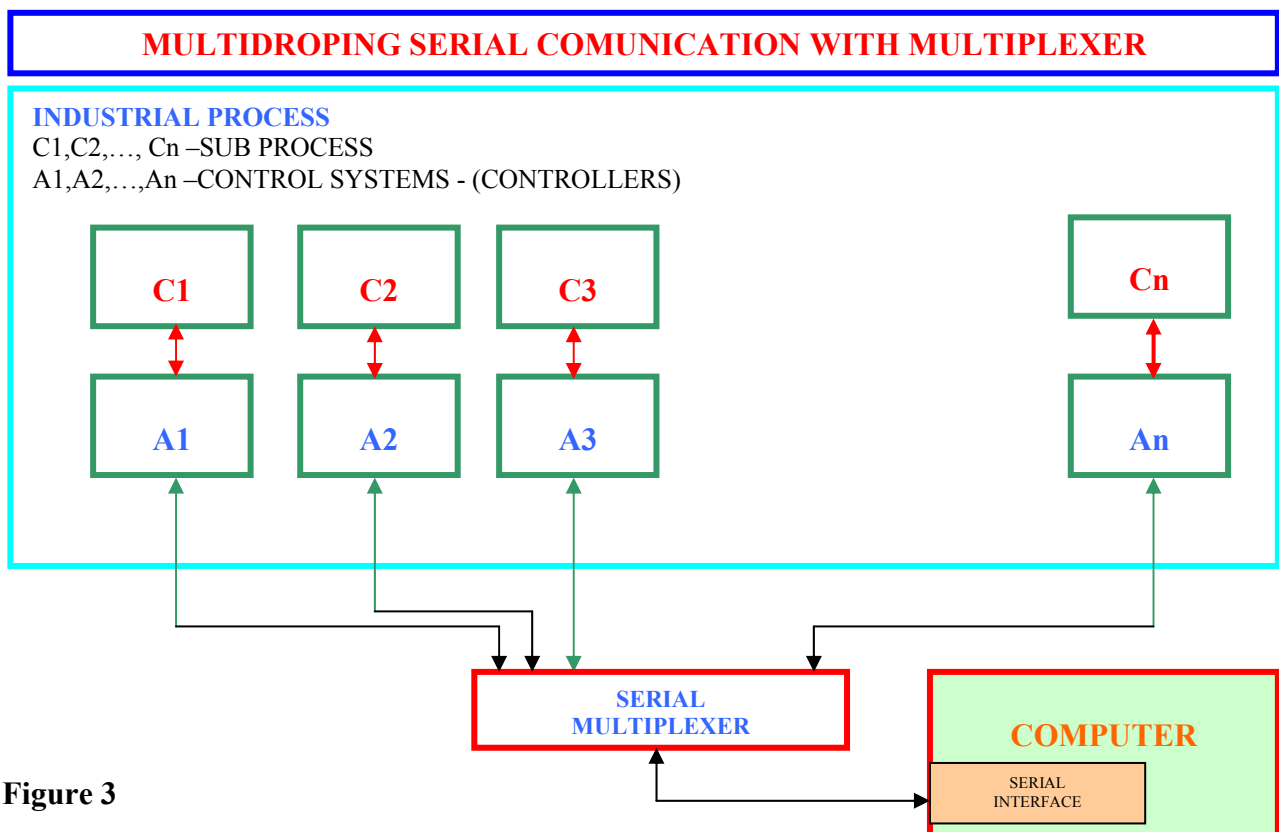 MULTIDROPING SERIAL COMUNICATION WITH MULTIPLEXER
INDUSTRIAL PROCESS
C1,C2,…, Cn –SUB PROCESS
A1,A2,…,An –CONTROL SYSTEMS - (CONTROLLERS)
C1
C2
C3
Cn
A1
A2
A3
An
SERIAL
MULTIPLEXER
COMPUTER
SERIAL
INTERFACE
Figure 3